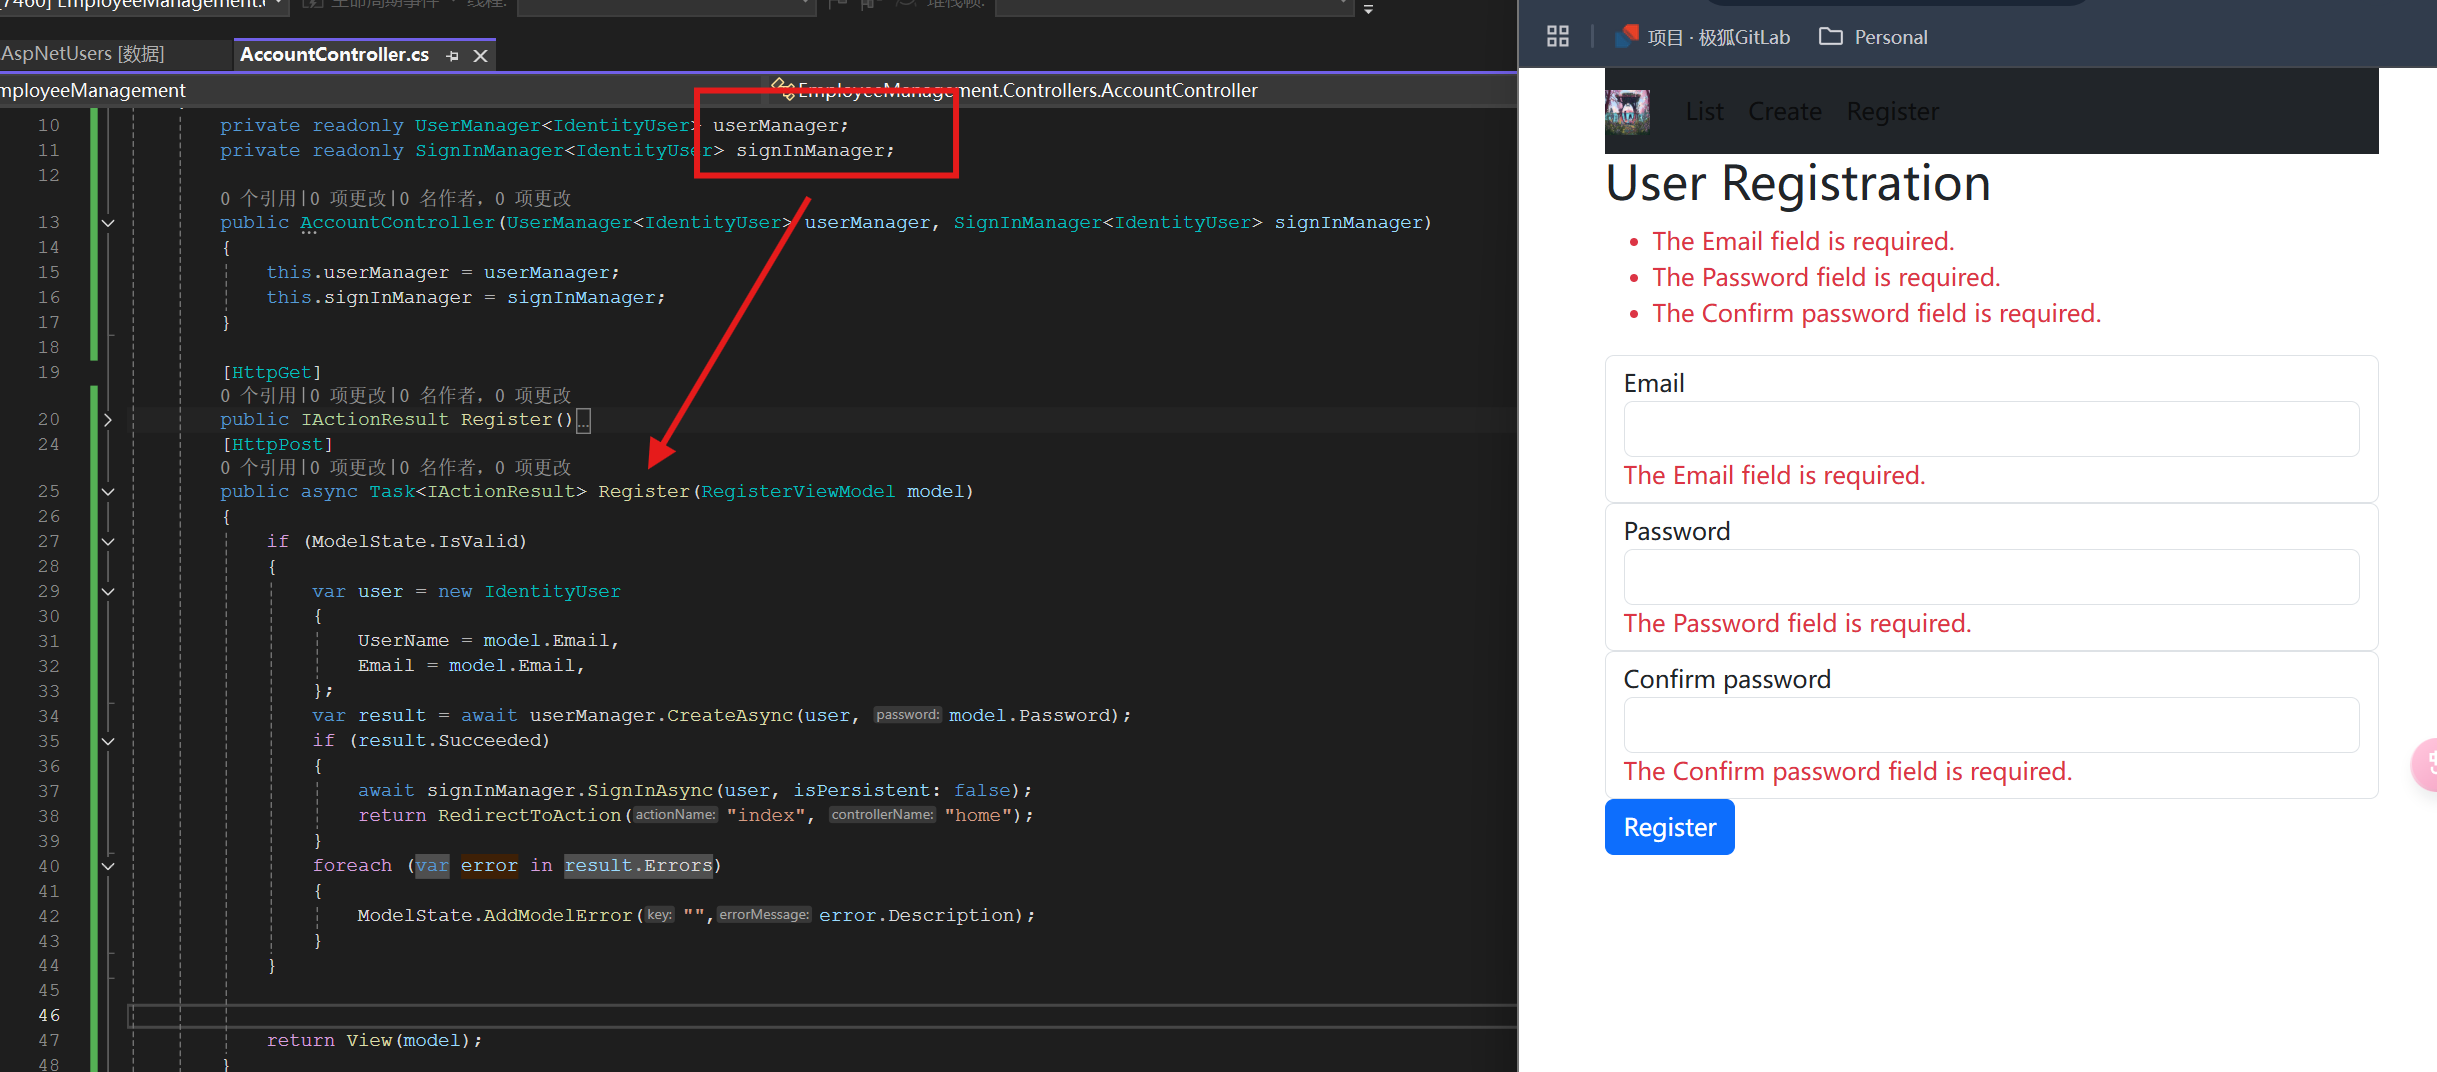 [7460] EmployeeManagement.
生命周期事件
线程:
堆栈帧:
AspNetUsers [数据]
AccountController.cs
mployeeManagement
EmployeeManagement.Controllers.AccountController
10 private readonly UserManager<IdentityUser> userManager;
11 private readonly SignInManager<IdentityUser> signInManager;
12
0 个引用|0 项更改|0 名作者，0 项更改
13 public AccountController(UserManager<IdentityUser> userManager, SignInManager<IdentityUser> signInManager)
14 {
15 this.userManager = userManager;
16 this.signInManager = signInManager;
17 }
18
19 [HttpGet]
0 个引用|0 项更改|0 名作者，0 项更改
20 public IActionResult Register()...
24 [HttpPost]
0 个引用|0 项更改|0 名作者，0 项更改
25 public async Task<IActionResult> Register(RegisterViewModel model)
26 {
27 if (ModelState.IsValid)
28 {
29 var user = new IdentityUser
30 {
31 UserName = model.Email,
32 Email = model.Email,
33 };
34 var result = await userManager.CreateAsync(user, password: model.Password);
35 if (result.Succeeded)
36 {
37 await signInManager.SignInAsync(user, isPersistent: false);
38 return RedirectToAction(actionName: "index", controllerName: "home");
39 }
40 foreach (var error in result.Errors)
41 {
42 ModelState.AddModelError(key: "",errorMessage: error.Description);
43 }
44 }
45
46
47 return View(model);
48 }
项目 · 极狐GitLab
Personal
List Create Register
User Registration
• The Email field is required.
• The Password field is required.
• The Confirm password field is required.
Email
The Email field is required.
Password
The Password field is required.
Confirm password
The Confirm password field is required.
Register